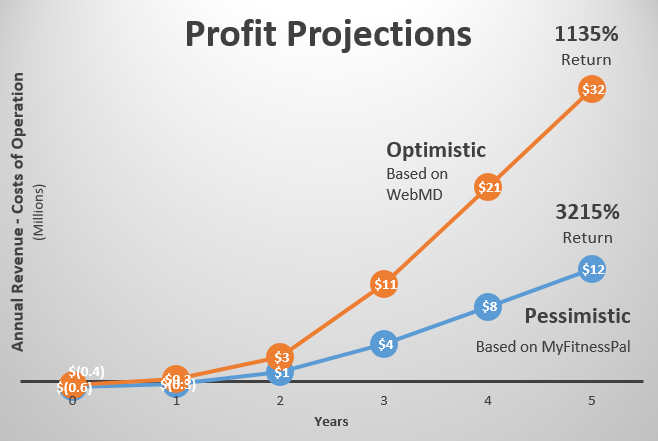 Profit Projections
1135%
Return
Annual Revenue - Costs of Operation
(Millions)
$32
Optimistic
Based on
WebMD
$21
3215%
Return
$11
$12
$8
Pessimistic
$4
Based on MyFitnessPal
$3
$1
$(0.4)
$(0.6)
0
1
2
3
4
5
Years